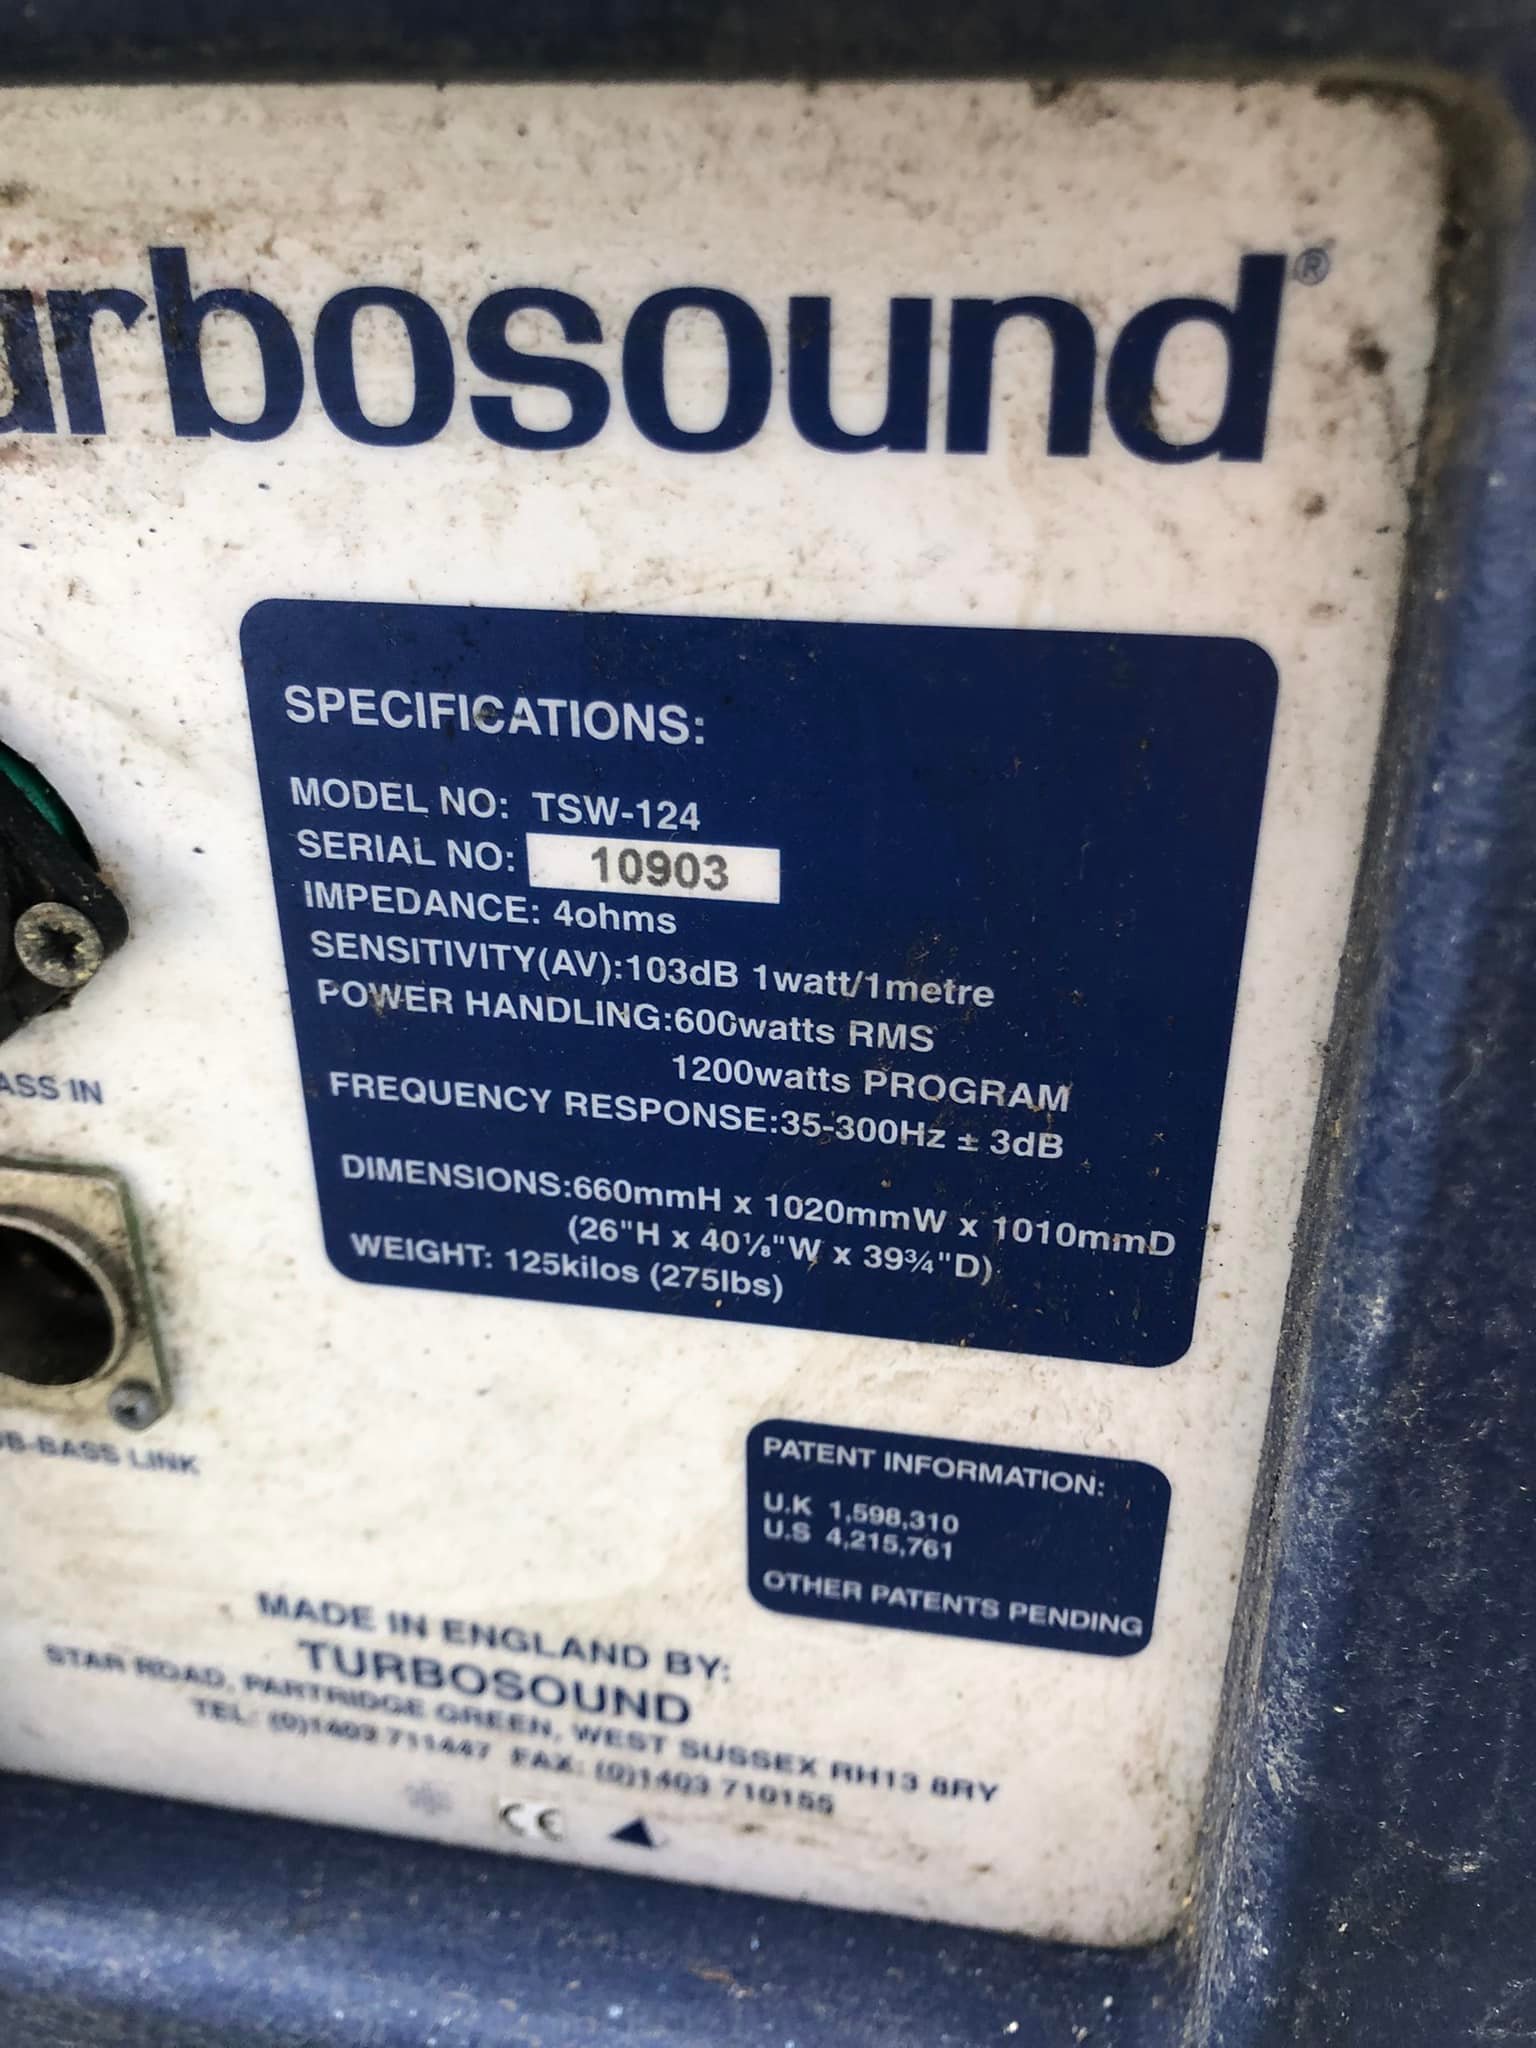 urbosound®
SPECIFICATIONS:
MODEL NO: TSW-124
SERIAL NO: 10903
IMPEDANCE: 4ohms
SENSITIVITY(AV):103dB 1watt/1metre
POWER HANDLING:600watts RMS
1200watts PROGRAM
FREQUENCY RESPONSE:35-300Hz ± 3dB
DIMENSIONS:660mmH x 1020mmW x 1010mmD
(26"H x 40⅛"W x 39¾"D)
WEIGHT: 125kilos (275lbs)
ASS IN
B-BASS LINK
PATENT INFORMATION:
U.K 1,598,310
U.S 4,215,761
OTHER PATENTS PENDING
MADE IN ENGLAND BY:
TURBOSOUND
STAR ROAD, PARTRIDGE GREEN, WEST SUSSEX RH13 8RY
TEL: (0)1403 711447 FAX: (0)1403 710155
CE